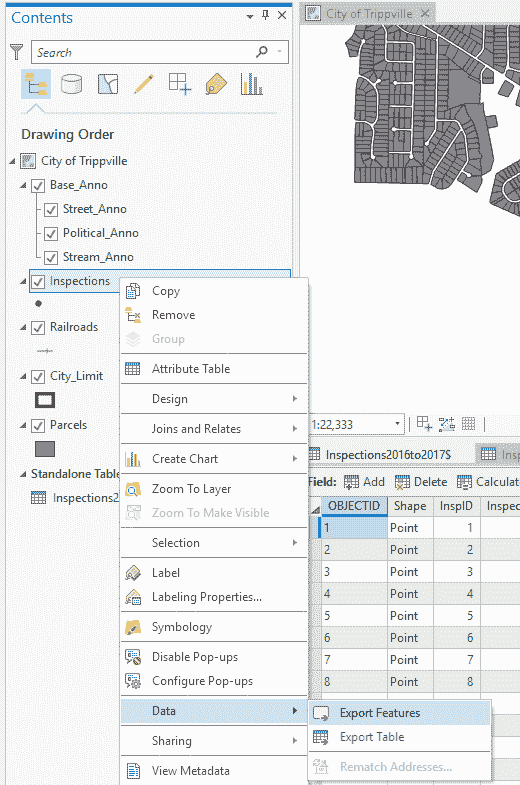 Contents
City of Trippville
Search
Drawing Order
City of Trippville
Base_Anno
Street_Anno
Political_Anno
Stream_Anno
Inspections
Railroads
City_Limit
Parcels
Standalone Table
Inspections2
Copy
Remove
Group
Attribute Table
Design
Joins and Relates
Create Chart
Zoom To Layer
Zoom To Make Visible
Selection
Label
Labeling Properties...
Symbology
Disable Pop-ups
Configure Pop-ups
Data
Sharing
View Metadata
Export Features
Export Table
Rematch Addresses...
1:22,333
Inspections2016to2017$ Insp
Field: Add Delete Calculat
OBJECTID Shape InspID Inspec
1 Point 1
2 Point 2
3 Point 3
4 Point 4
5 Point 5
6 Point 6
7 Point 7
8 Point 8